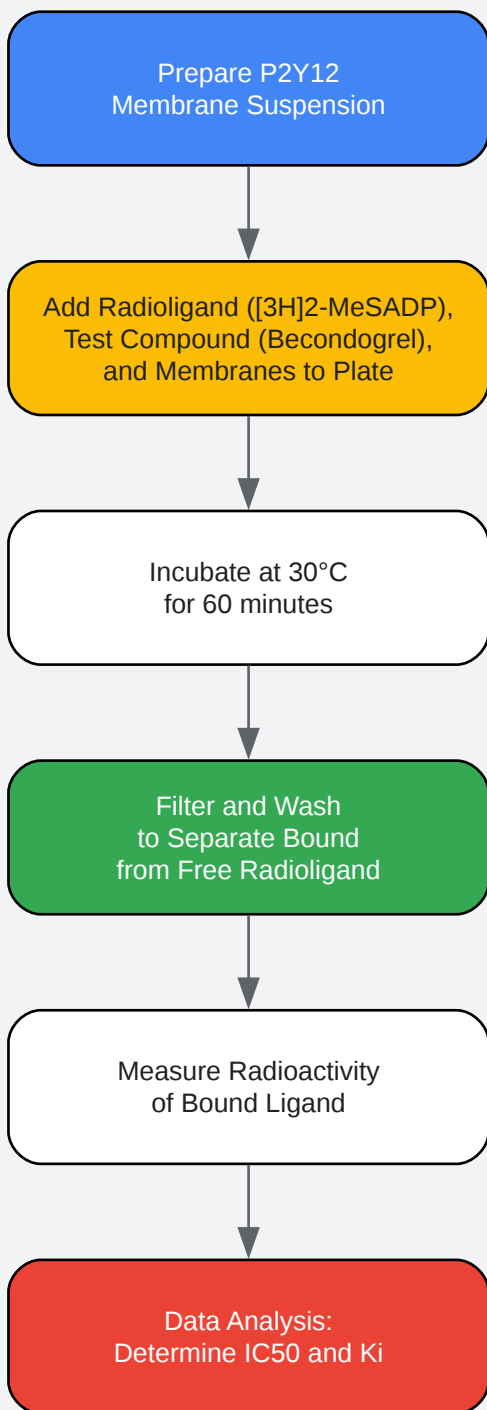 Prepare P2Y12
Membrane Suspension
Add Radioligand ([3H]2-MeSADP),
Test Compound (Becondogrel),
and Membranes to Plate
Incubate at 30°C
for 60 minutes
Filter and Wash
to Separate Bound
from Free Radioligand
Measure Radioactivity
of Bound Ligand
Data Analysis:
Determine IC50 and Ki